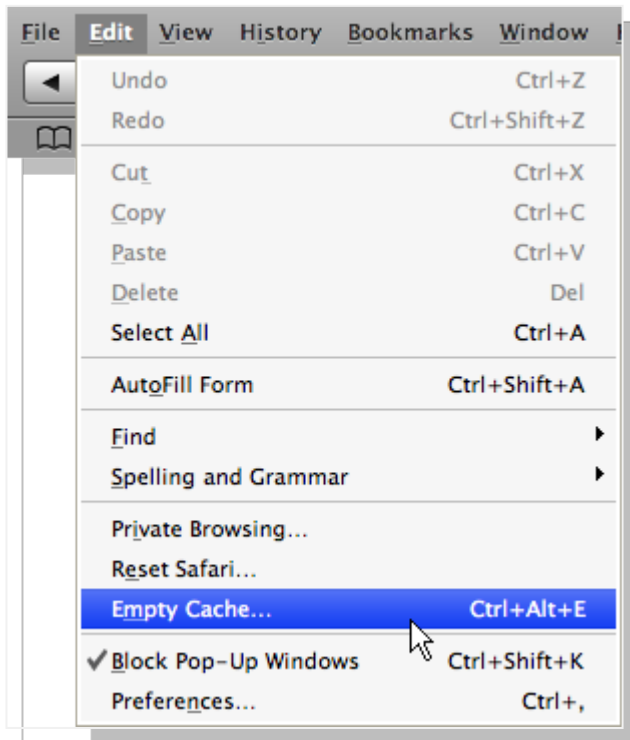 File Edit View History Bookmarks Window
Undo Ctrl+Z
Redo Ctrl+Shift+Z
Cut Ctrl+X
Copy Ctrl+C
Paste Ctrl+V
Delete Del
Select All Ctrl+A
AutoFill Form Ctrl+Shift+A
Find
Spelling and Grammar
Private Browsing...
Reset Safari...
Empty Cache... Ctrl+Alt+E
Block Pop-Up Windows Ctrl+Shift+K
Preferences... Ctrl+,